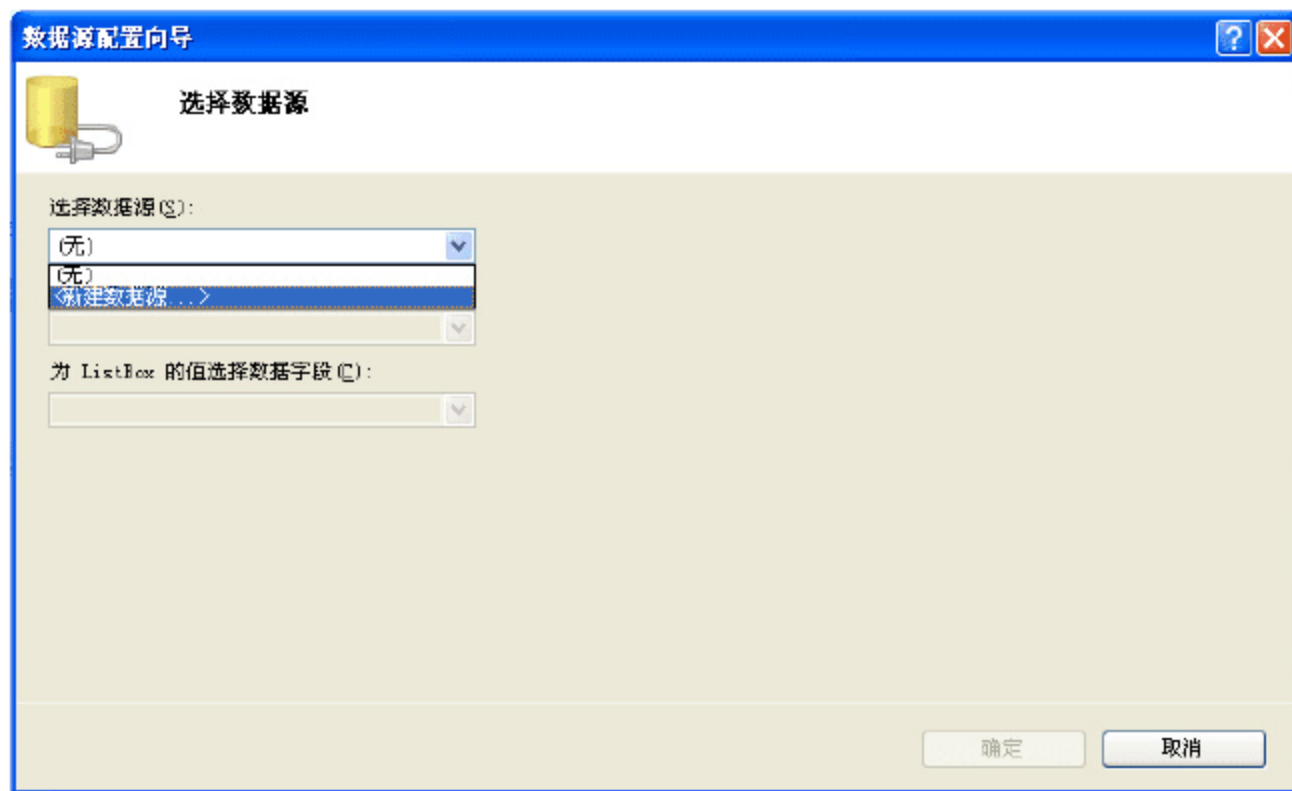 数据源配置向导
选择数据源
选择数据源(S):
(无)
(无)
<新建数据源...>
为 ListBox 的值选择数据字段(C):
确定
取消